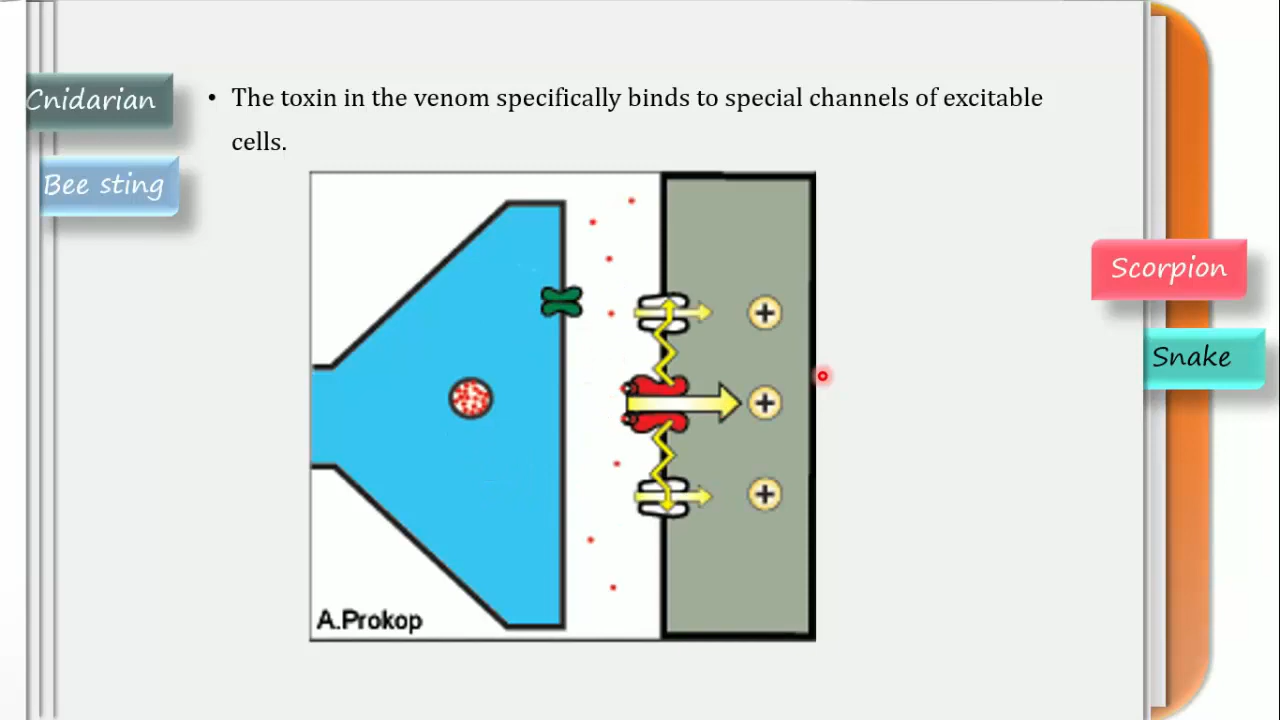 Cnidarian
Bee sting
• The toxin in the venom specifically binds to special channels of excitable
cells.
+
+
+
A.Prokop
Scorpion
Snake